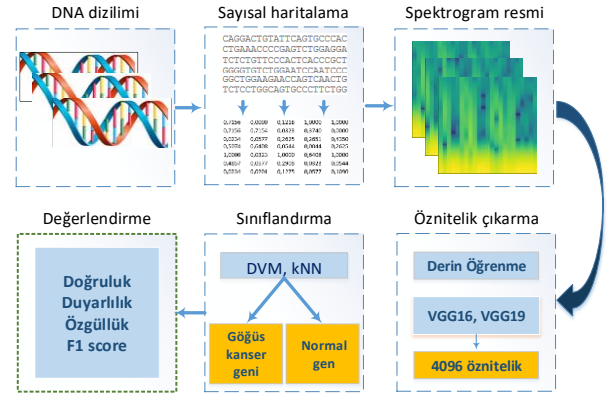 DNA dizilimi
Sayısal haritalama
Spektrogram resmi
CAGGACTGTATTCAGTGCCCAC
CTGAAACCCCGAGTCTGGAGGA
TCTCTGTTCCCACTCACCCGCT
GGGGTGTCTGGAATCCAATCCC
GGCTGGAAGAACCAGTCAACTG
TCTCCTGGCAGTGCCCTTCTGG
Değerlendirme
Sınıflandırma
Öznitelik çıkarma
Doğruluk
Duyarlılık
Özgüllük
F1 score
DVM, kNN
Göğüs
kanser
geni
Normal
gen
Derin Öğrenme
VGG16, VGG19
4096 öznitelik